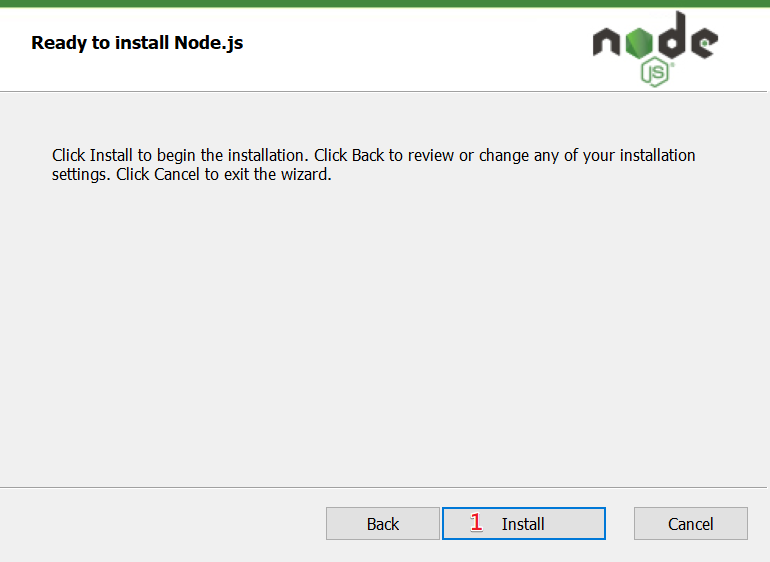 Ready to install Node.js
node
JS
Click Install to begin the installation. Click Back to review or change any of your installation
settings. Click Cancel to exit the wizard.
Back
1 Install
Cancel